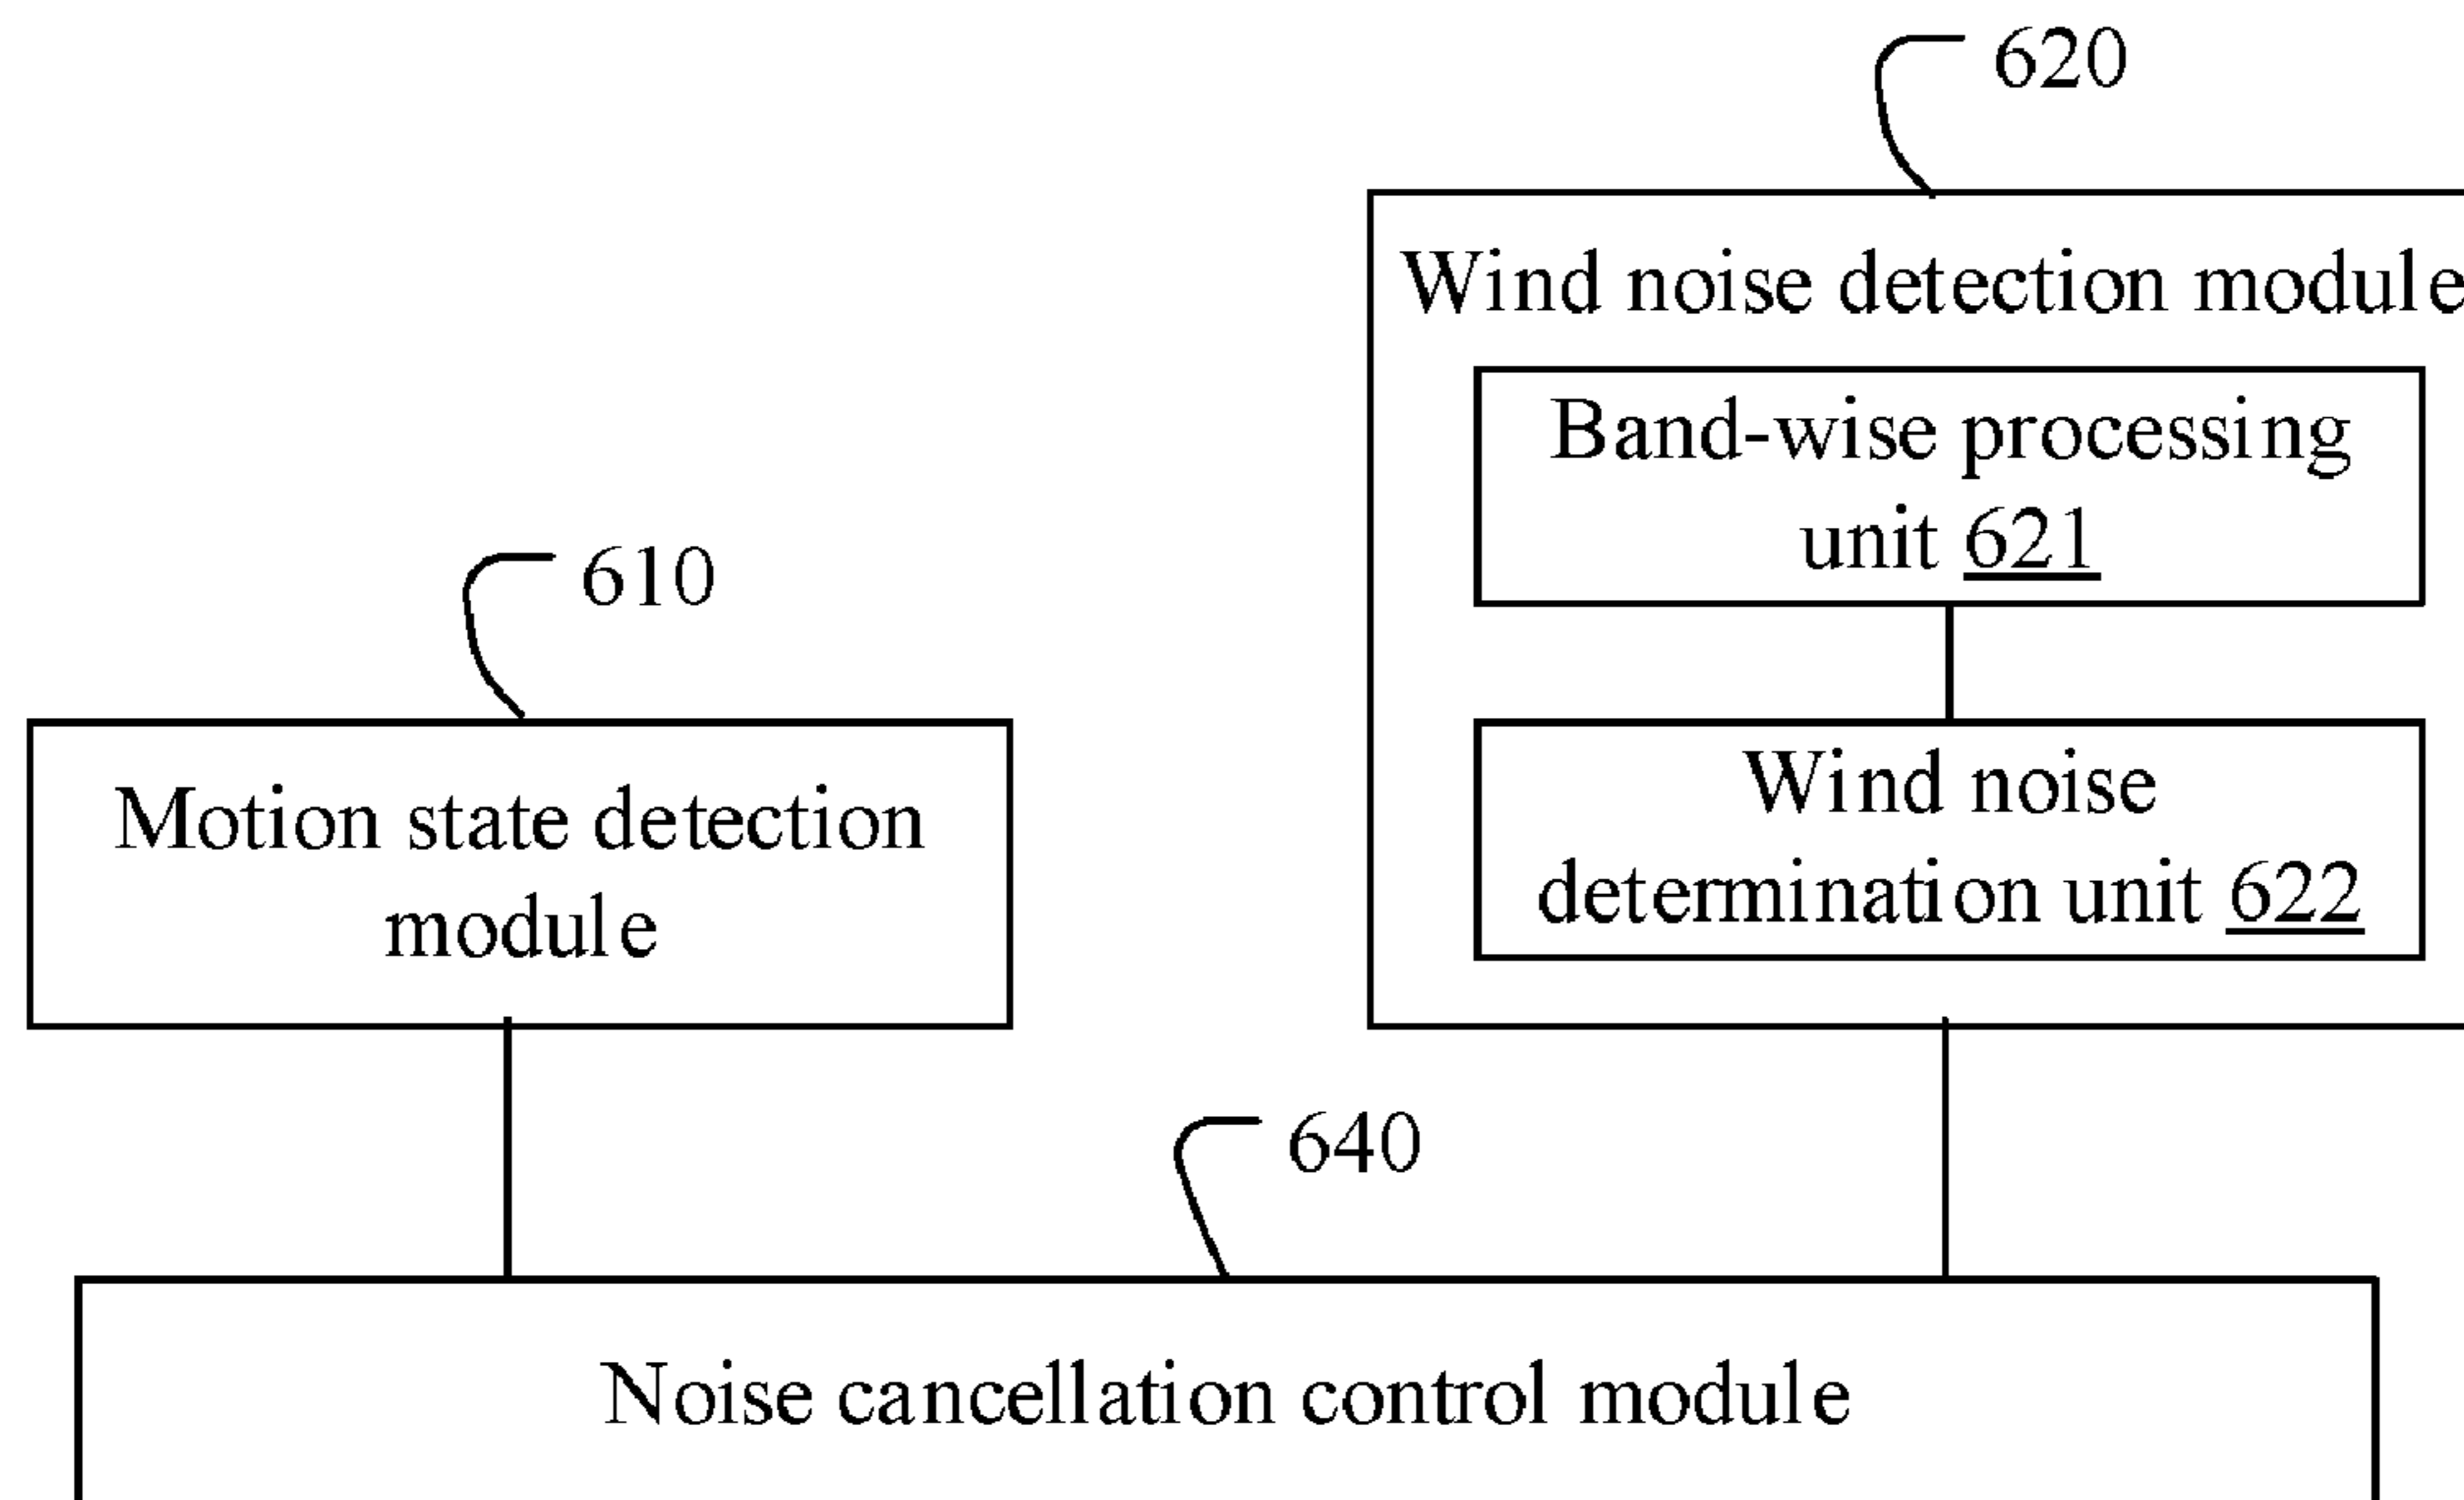 620
Wind noise detection module
Band-wise processing
unit 621
610
Wind noise
determination unit 622
Motion state detection
module
640
Noise cancellation control module